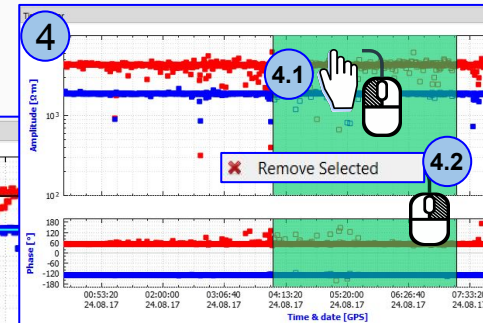 4
4.1
4.2
Remove Selected
Amplitude [Ωm]
10³
10²
Phase [°]
180
120
60
0
-60
-120
-180
00:53:20 02:00:00 03:06:40 04:13:20 05:20:00 06:26:40 07:33:20
24.08.17 24.08.17 24.08.17 24.08.17 24.08.17 24.08.17 24.08.17
Time & date [GPS]